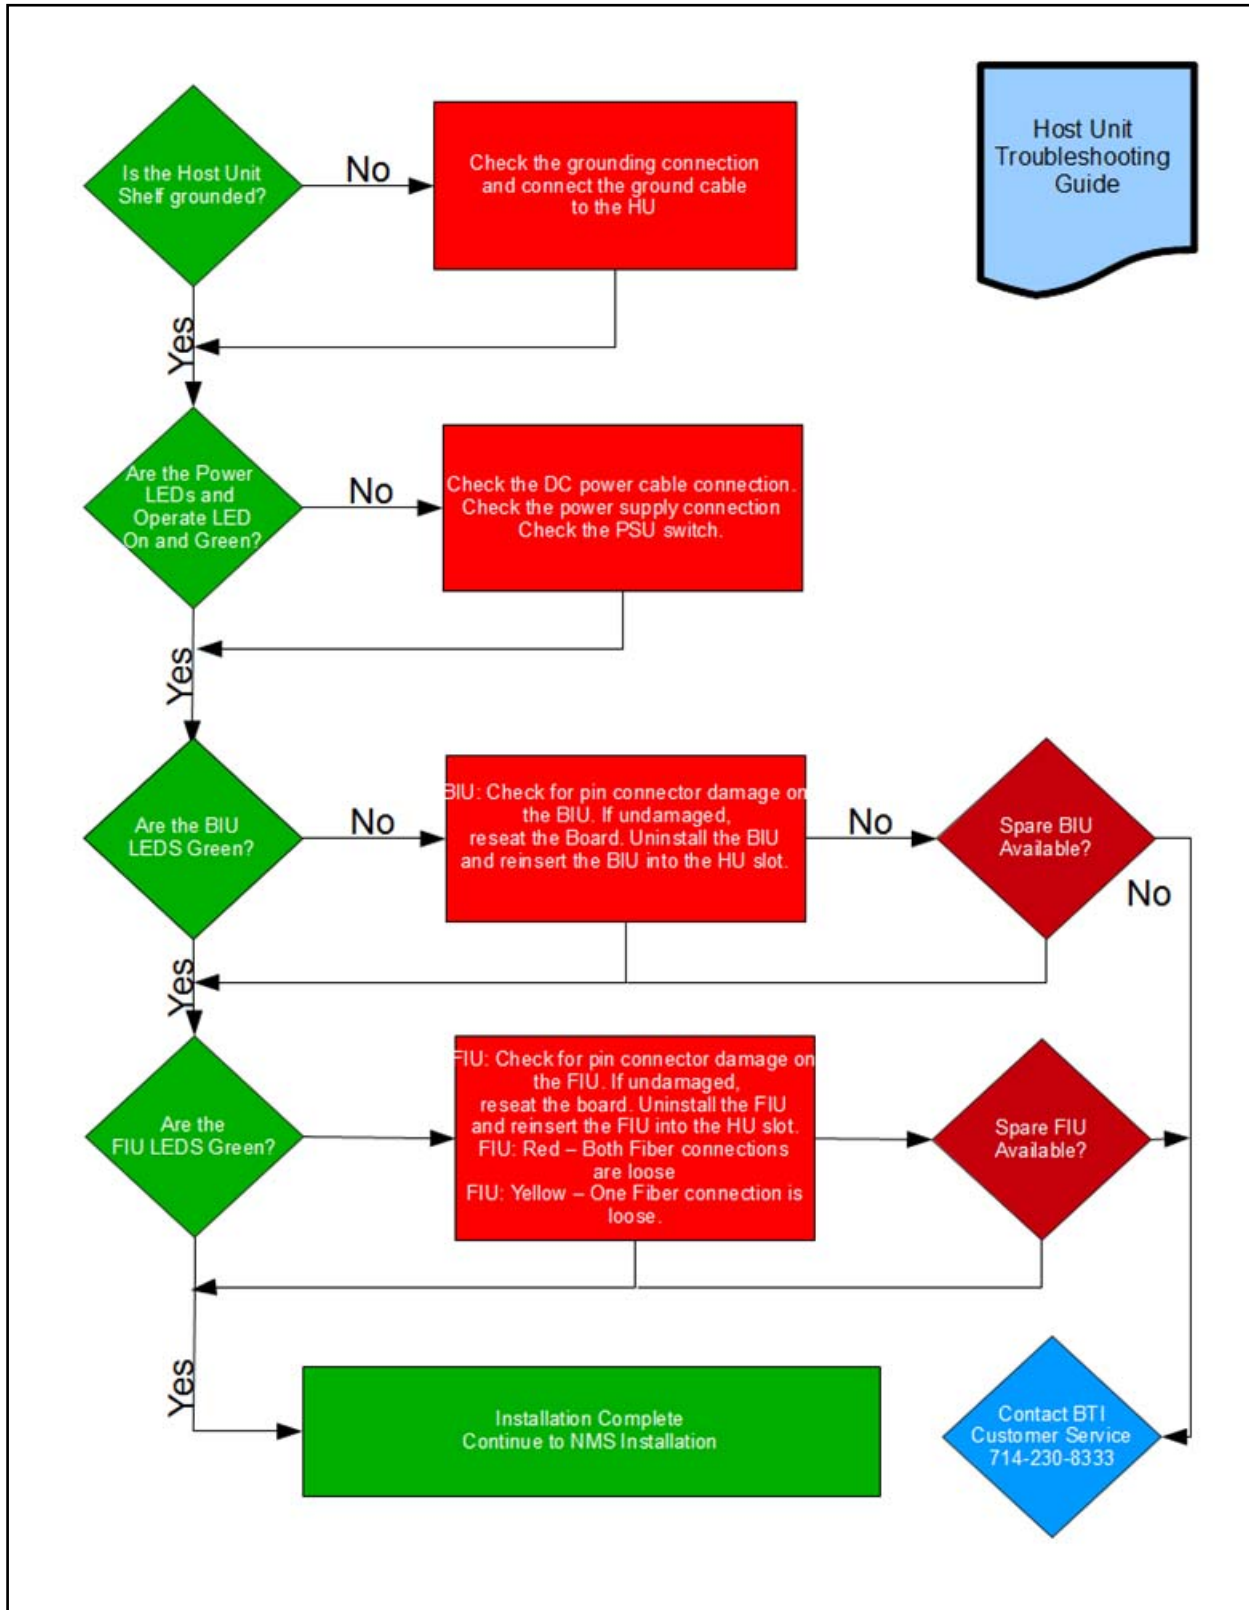 Host Unit
Troubleshooting
Guide
Is the Host Unit
Shelf grounded?
No
Check the grounding connection
and connect the ground cable
to the HU
Yes
Are the Power
LEDs and
Operate LED
On and Green?
No
Check the DC power cable connection.
Check the power supply connection
Check the PSU switch.
Yes
Are the BIU
LEDS Green?
No
BIU: Check for pin connector damage on
the BIU. If undamaged,
reseat the Board. Uninstall the BIU
and reinsert the BIU into the HU slot.
No
Spare BIU
Available?
No
Yes
Are the
FIU LEDS Green?
FIU: Check for pin connector damage on
the FIU. If undamaged,
reseat the board. Uninstall the FIU
and reinsert the FIU into the HU slot.
FIU: Red – Both Fiber connections
are loose
FIU: Yellow – One Fiber connection is
loose.
Spare FIU
Available?
Yes
Installation Complete
Continue to NMS Installation
Contact BTI
Customer Service
714-230-8333